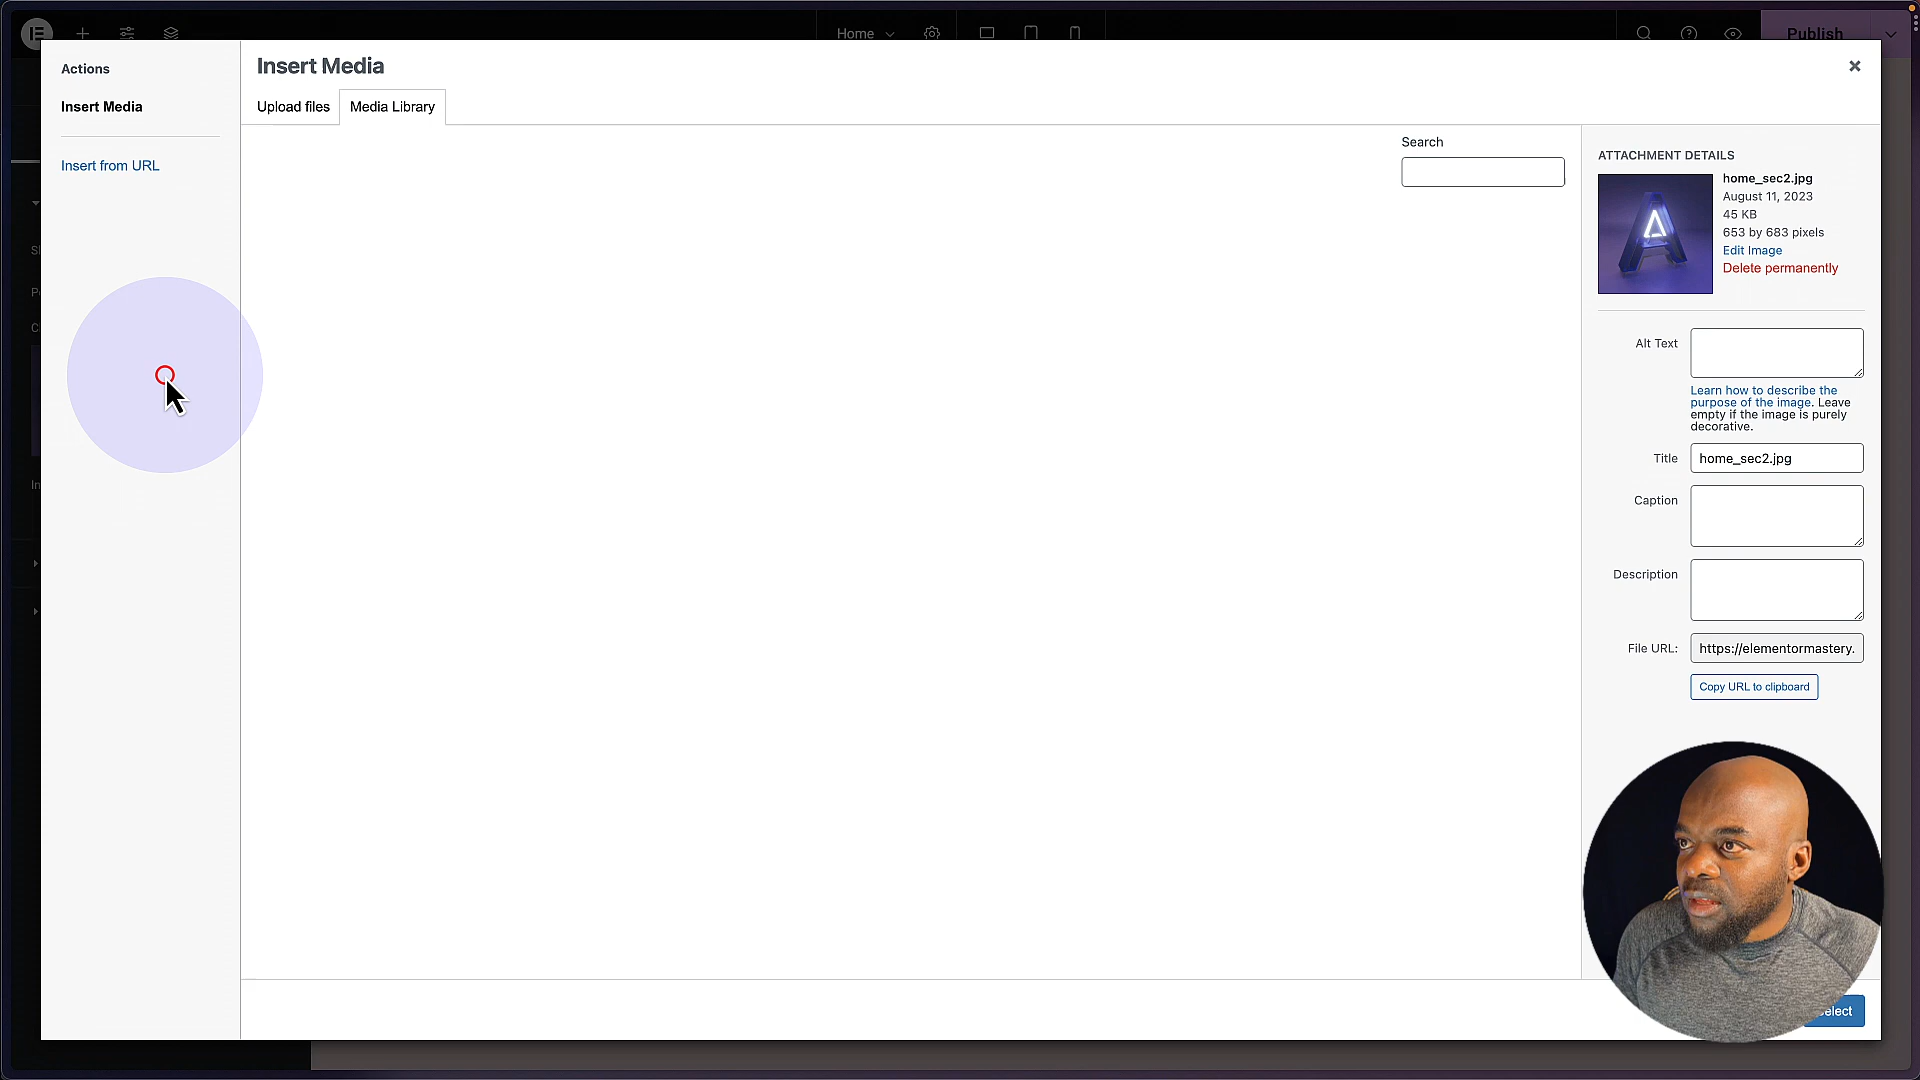 Home
Publish
Actions
Insert Media
Insert from URL
Insert Media
Upload files
Media Library
Search
ATTACHMENT DETAILS
home_sec2.jpg
August 11, 2023
45 KB
653 by 683 pixels
Edit Image
Delete permanently
Alt Text
Learn how to describe the
purpose of the image. Leave
empty if the image is purely
decorative.
Title
home_sec2.jpg
Caption
Description
File URL:
https://elementormastery.
Copy URL to clipboard